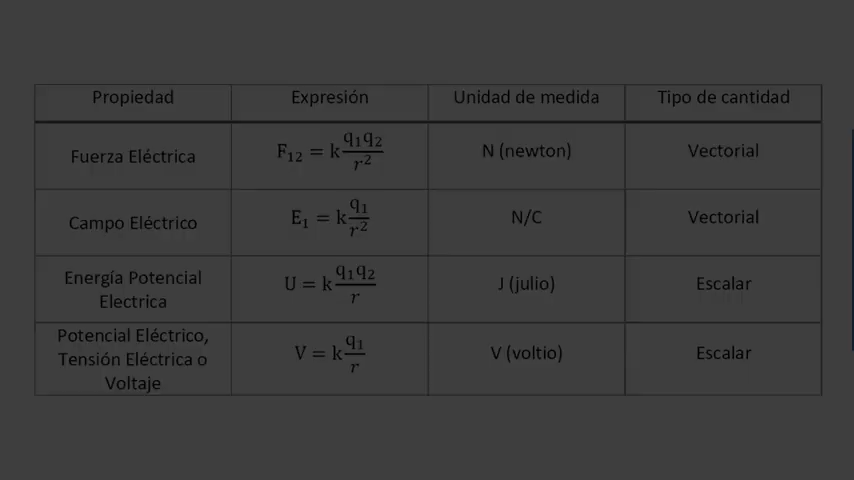 Propiedad Expresión Unidad de medida Tipo de cantidad
Fuerza Eléctrica F₁₂ = k q₁q₂/r² N (newton) Vectorial
Campo Eléctrico E₁ = k q₁/r² N/C Vectorial
Energía Potencial
Electrica U = k q₁q₂/r J (julio) Escalar
Potencial Eléctrico,
Tensión Eléctrica o
Voltaje V = k q₁/r V (voltio) Escalar